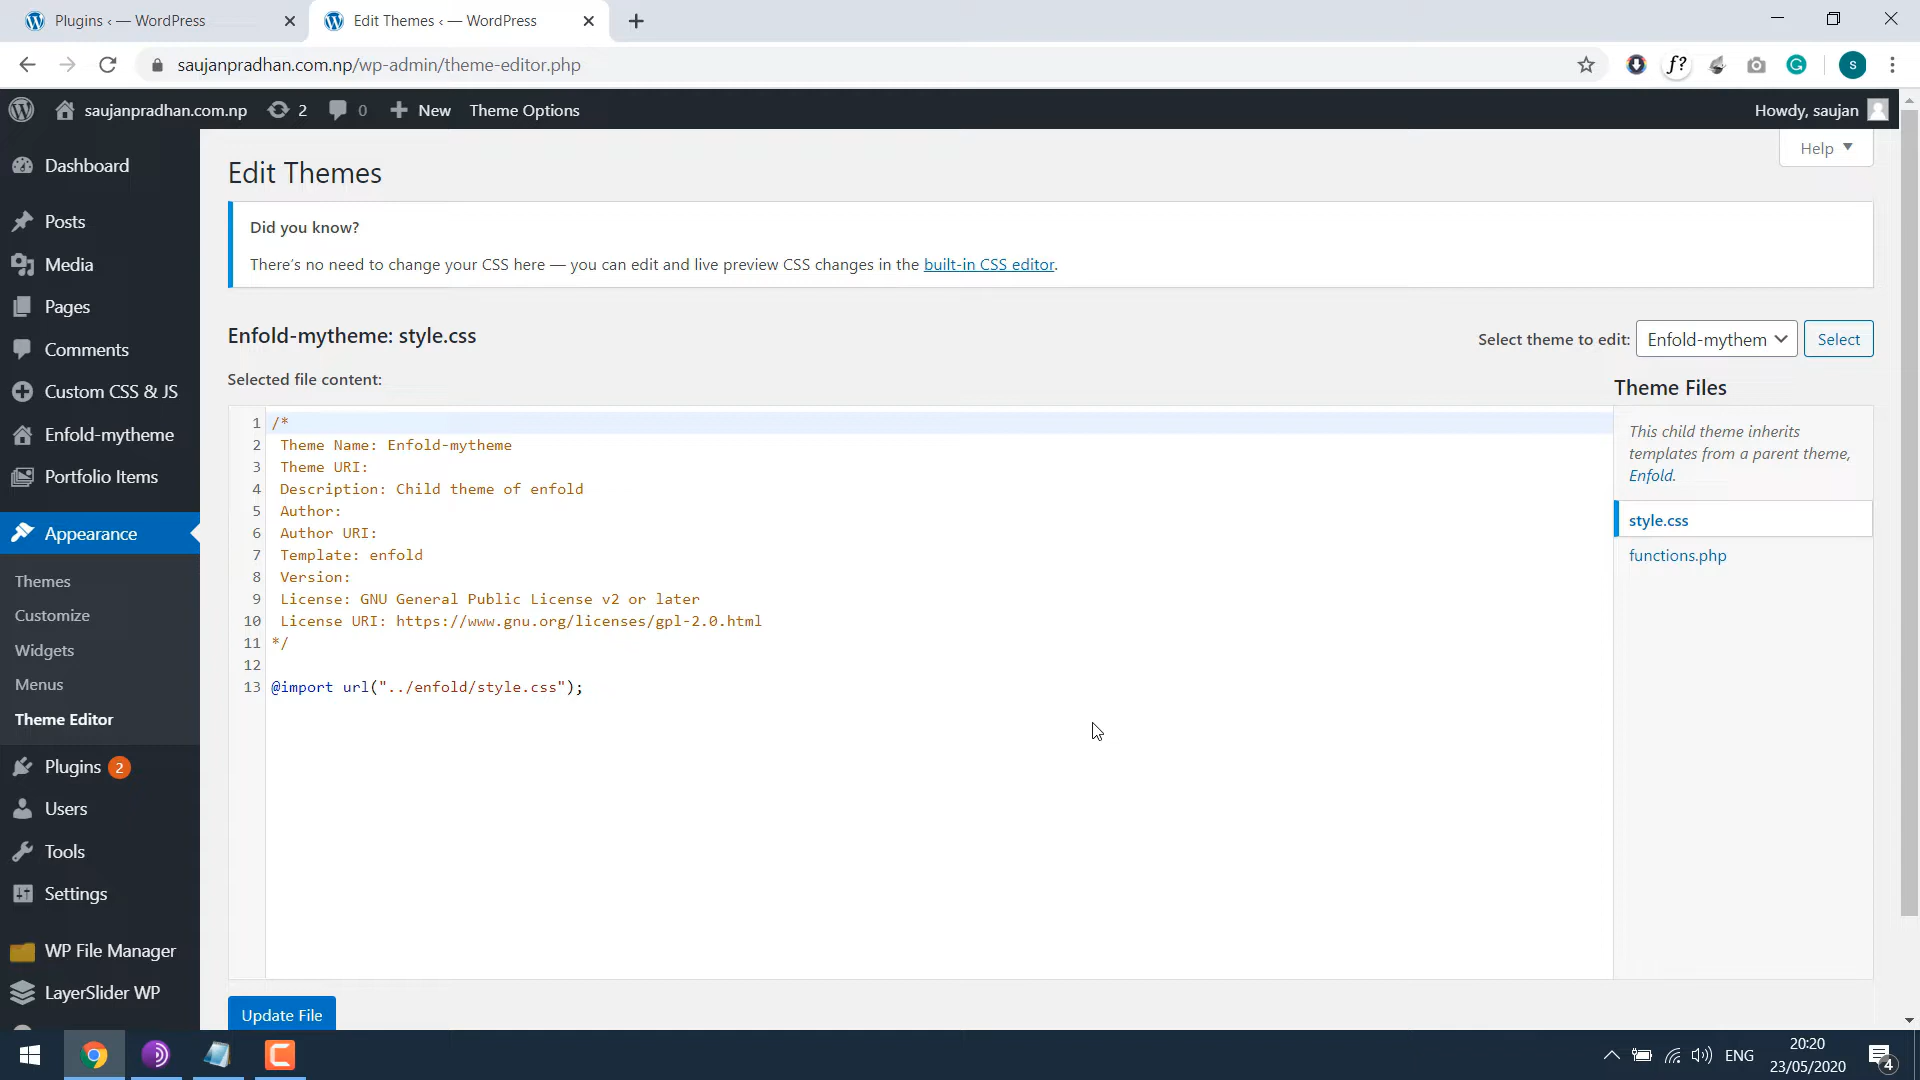 Plugins ‹ — WordPress
Edit Themes ‹ — WordPress
saujanpradhan.com.np/wp-admin/theme-editor.php
f?
s
saujanpradhan.com.np
2
0
New
Theme Options
Howdy, saujan
Dashboard
Posts
Media
Pages
Comments
Custom CSS & JS
Enfold-mytheme
Portfolio Items
Appearance
Themes
Customize
Widgets
Menus
Theme Editor
Plugins 2
Users
Tools
Settings
WP File Manager
LayerSlider WP
Help
Edit Themes
Did you know?
There's no need to change your CSS here — you can edit and live preview CSS changes in the built-in CSS editor.
Enfold-mytheme: style.css
Select theme to edit: Enfold-mythem Select
Selected file content:
1 /*
2 Theme Name: Enfold-mytheme
3 Theme URI:
4 Description: Child theme of enfold
5 Author:
6 Author URI:
7 Template: enfold
8 Version:
9 License: GNU General Public License v2 or later
10 License URI: https://www.gnu.org/licenses/gpl-2.0.html
11 */
12
13 @import url("../enfold/style.css");
Theme Files
This child theme inherits
templates from a parent theme,
Enfold.
style.css
functions.php
Update File
ENG
20:20
23/05/2020
4